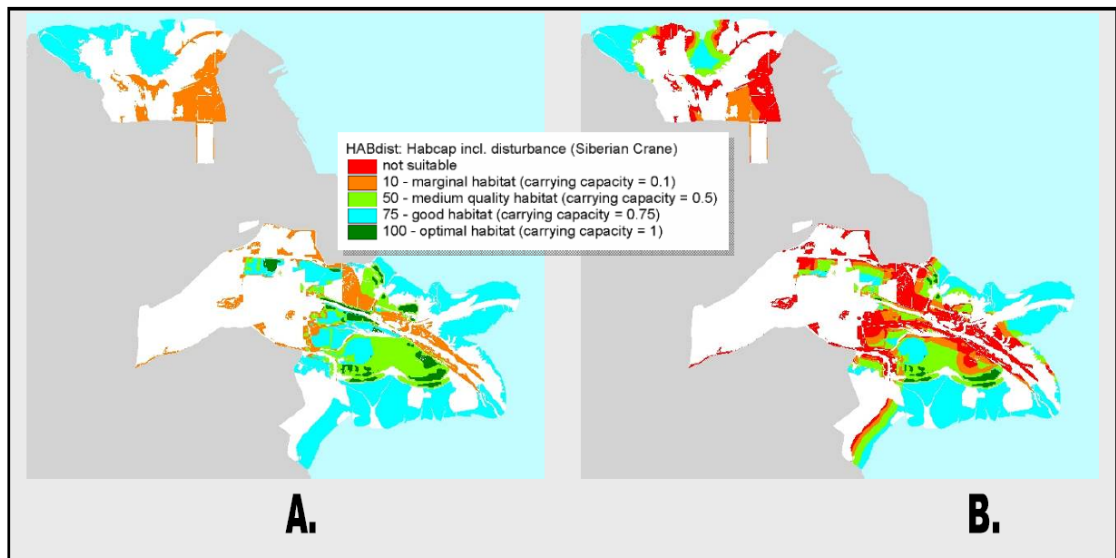 HABdist: Habcap incl. disturbance (Siberian Crane)
not suitable
10 - marginal habitat (carrying capacity = 0.1)
50 - medium quality habitat (carrying capacity = 0.5)
75 - good habitat (carrying capacity = 0.75)
100 - optimal habitat (carrying capacity = 1)
A.
B.